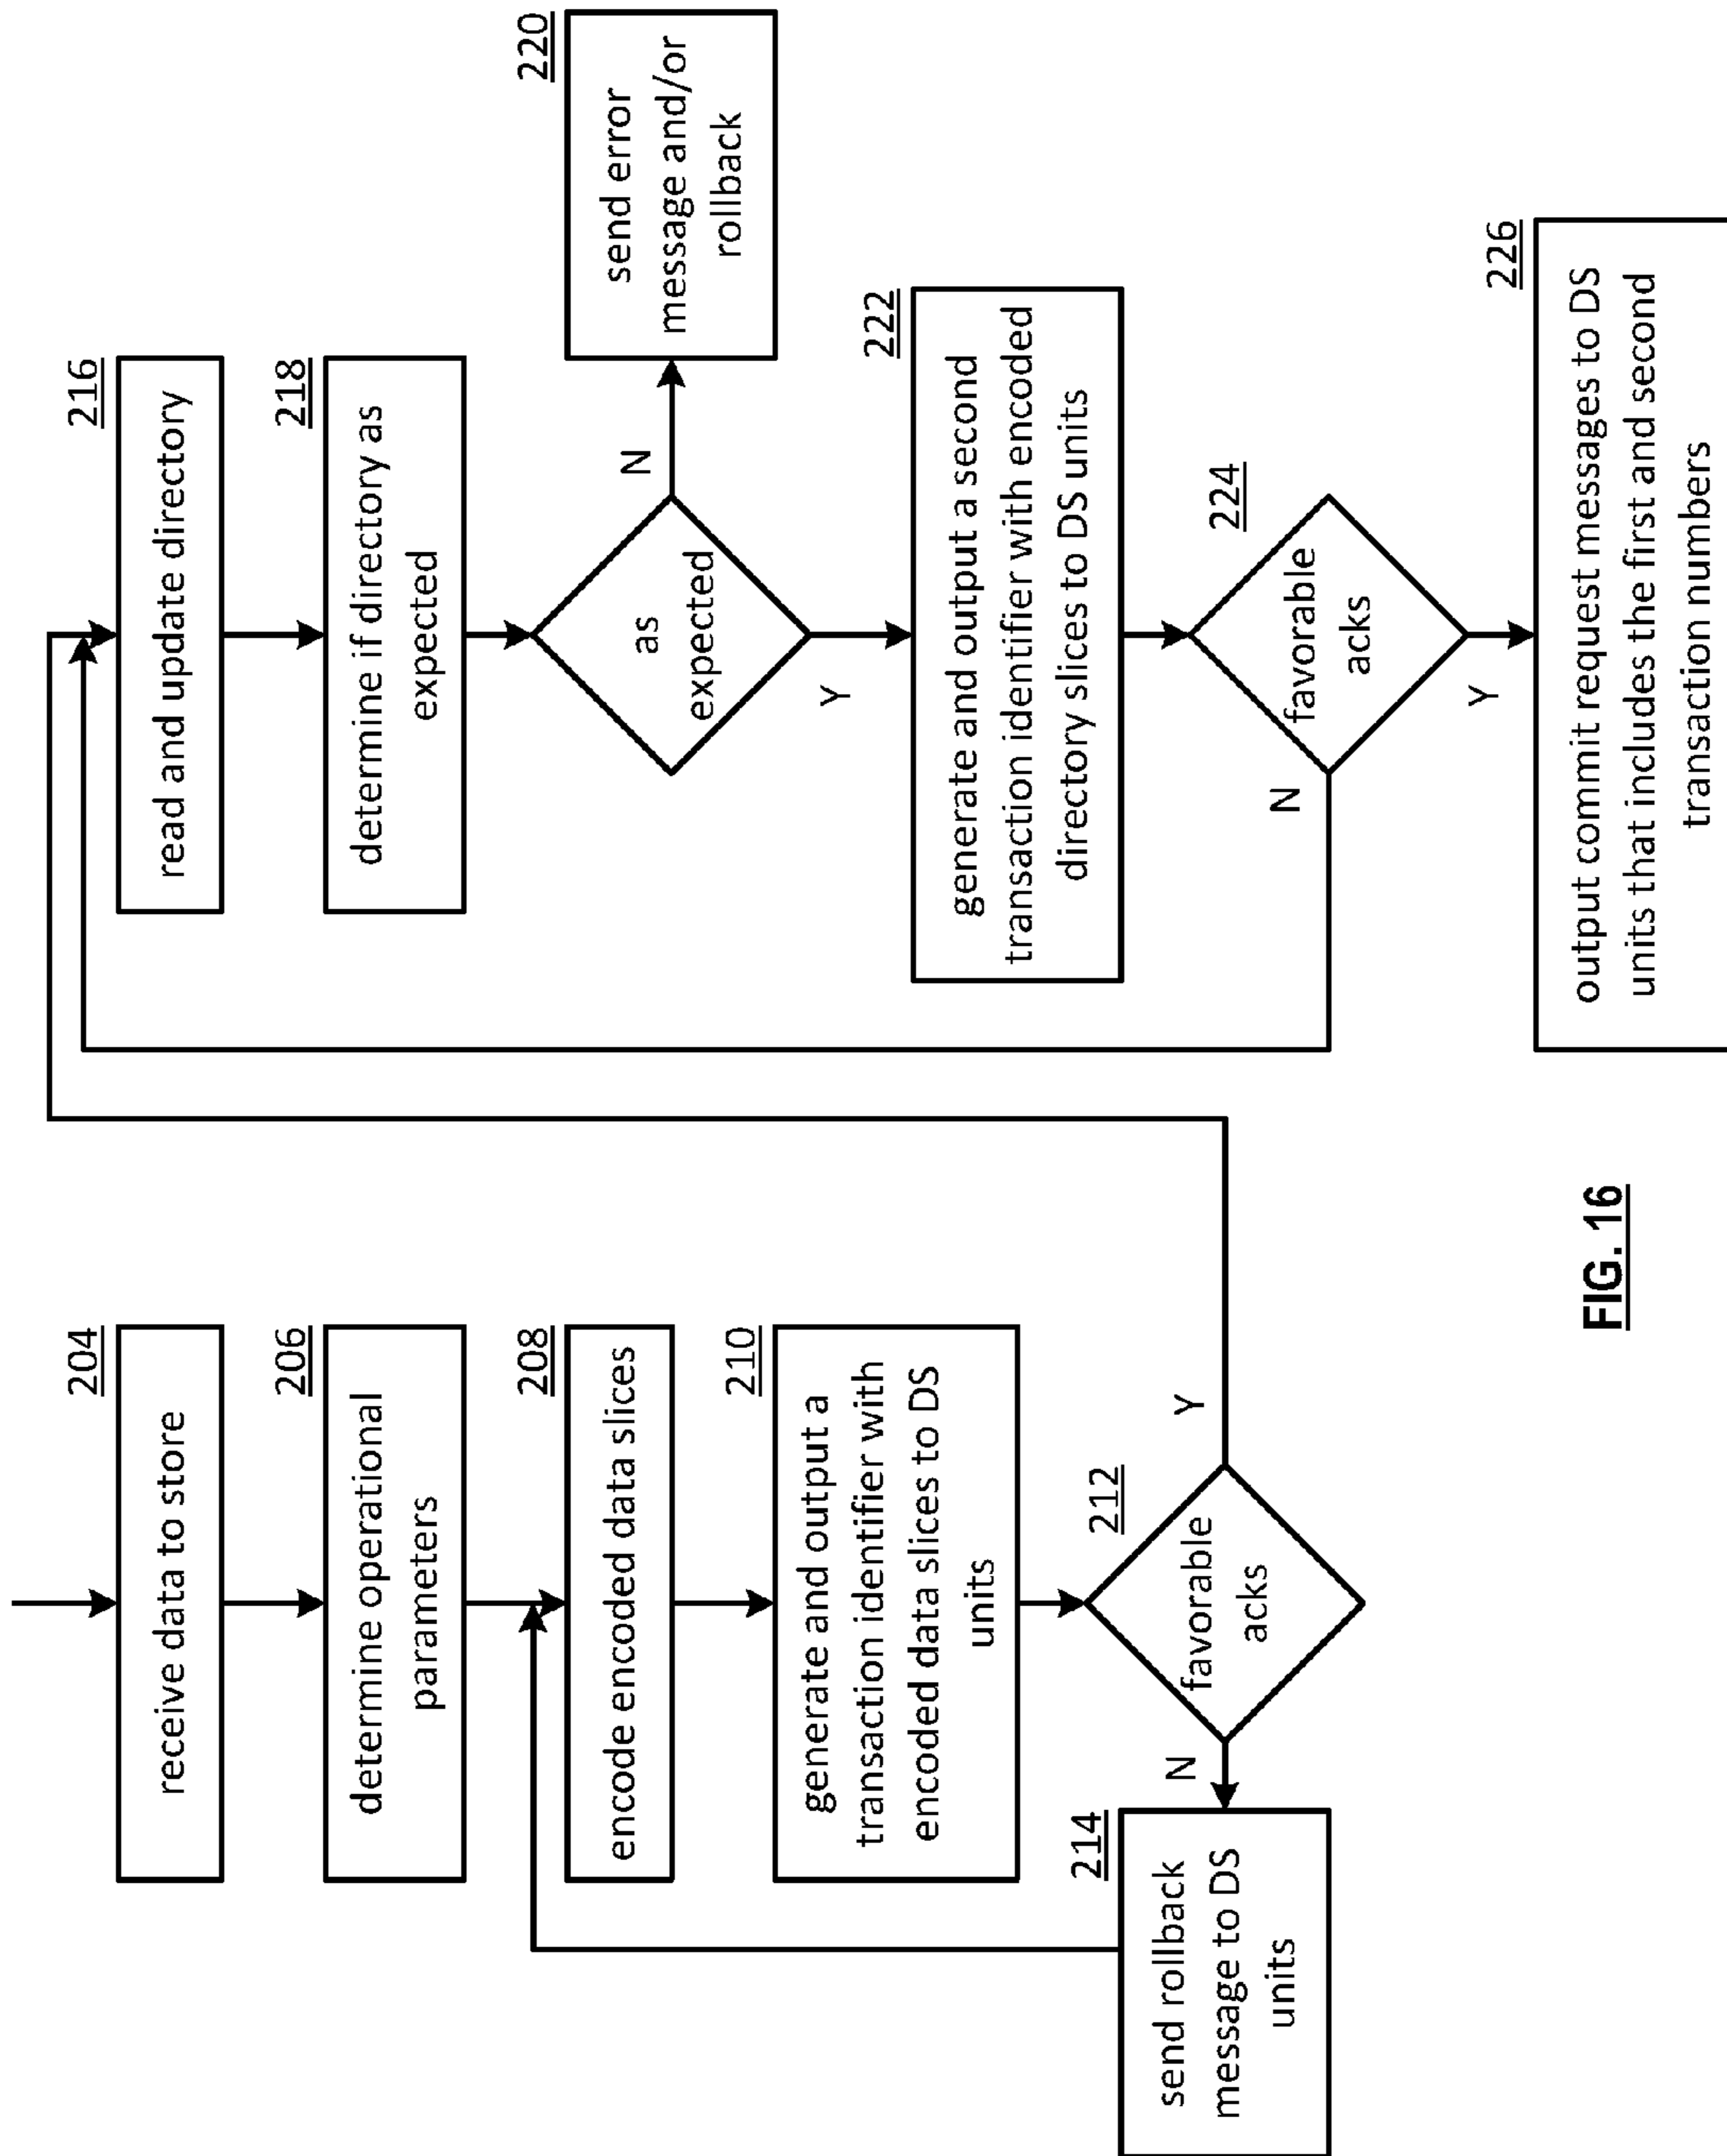 204
receive data to store
206
determine operational
parameters
208
encode encoded data slices
210
generate and output a
transaction identifier with
encoded data slices to DS
units
212
favorable
acks
N
Y
214
send rollback
message to DS
units
216
read and update directory
218
determine if directory as
expected
as
expected
N
Y
220
send error
message and/or
rollback
222
generate and output a second
transaction identifier with encoded
directory slices to DS units
224
favorable
acks
N
Y
226
output commit request messages to DS
units that includes the first and second
transaction numbers
FIG. 16